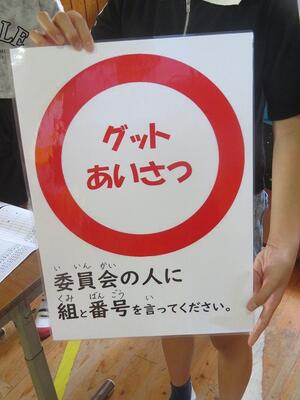 グット
あいさつ
委員会の人に
組と番号を言ってください。